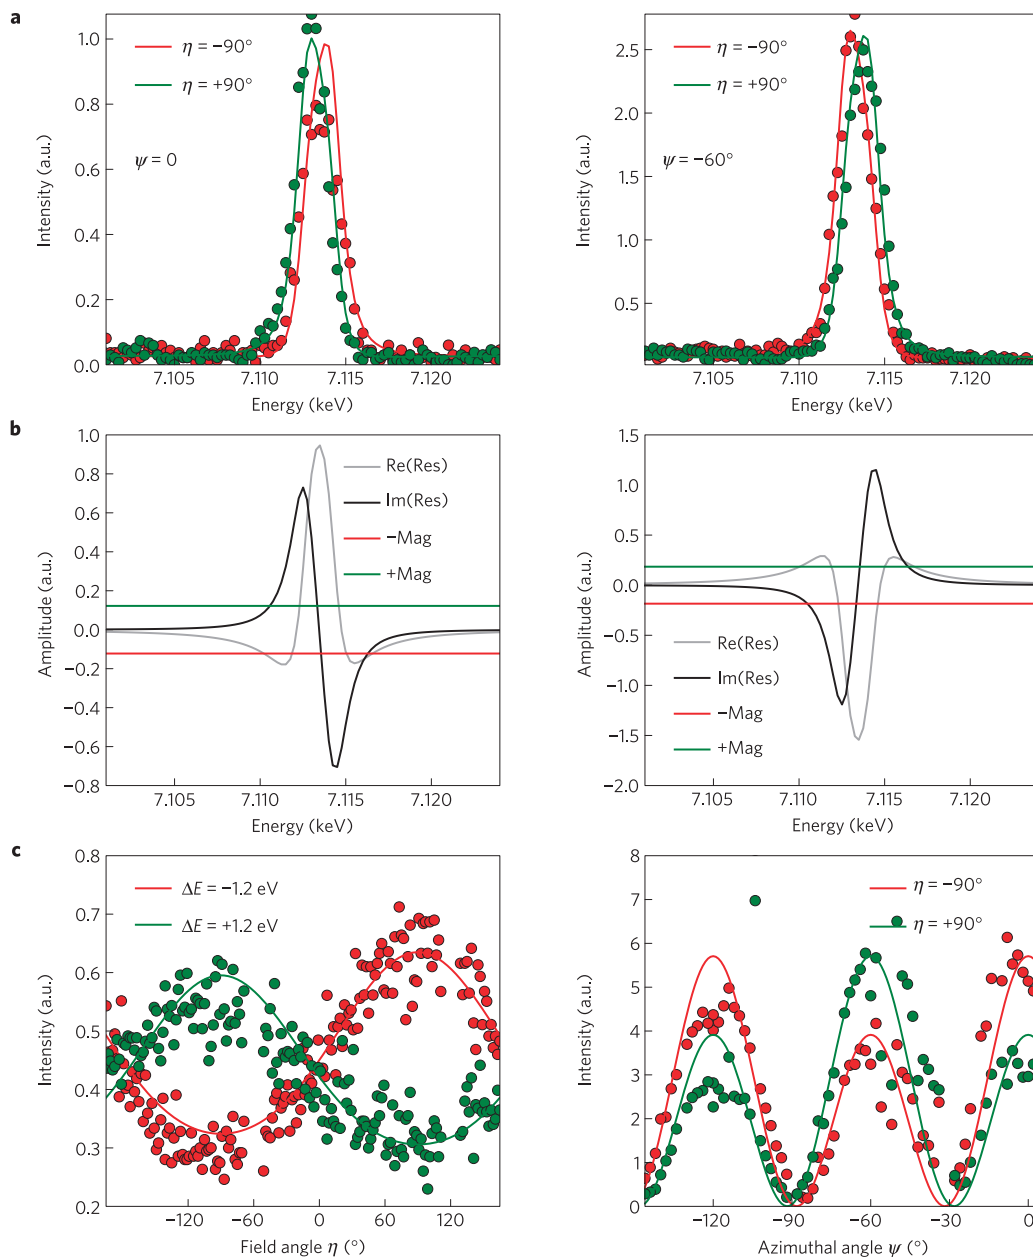 a
1.0
0.8
0.6
0.4
0.2
0.0
Intensity (a.u.)
η = −90°
η = +90°
ψ = 0
7.105
7.110
7.115
7.120
Energy (keV)
2.5
2.0
1.5
1.0
0.5
Intensity (a.u.)
η = −90°
η = +90°
ψ = −60°
7.105
7.110
7.115
7.120
Energy (keV)
b
1.0
0.8
0.6
0.4
0.2
0.0
−0.2
−0.4
−0.6
−0.8
Amplitude (a.u.)
Re(Res)
Im(Res)
−Mag
+Mag
7.105
7.110
7.115
7.120
Energy (keV)
1.5
1.0
0.5
0.0
−0.5
−1.0
−1.5
−2.0
Amplitude (a.u.)
Re(Res)
Im(Res)
−Mag
+Mag
7.105
7.110
7.115
7.120
Energy (keV)
c
0.8
0.7
0.6
0.5
0.4
0.3
0.2
Intensity (a.u.)
ΔE = −1.2 eV
ΔE = +1.2 eV
−120
−60
0
60
120
Field angle η (°)
8
7
6
5
4
3
2
1
0
Intensity (a.u.)
η = −90°
η = +90°
−120
−90
−60
−30
0
Azimuthal angle ψ (°)